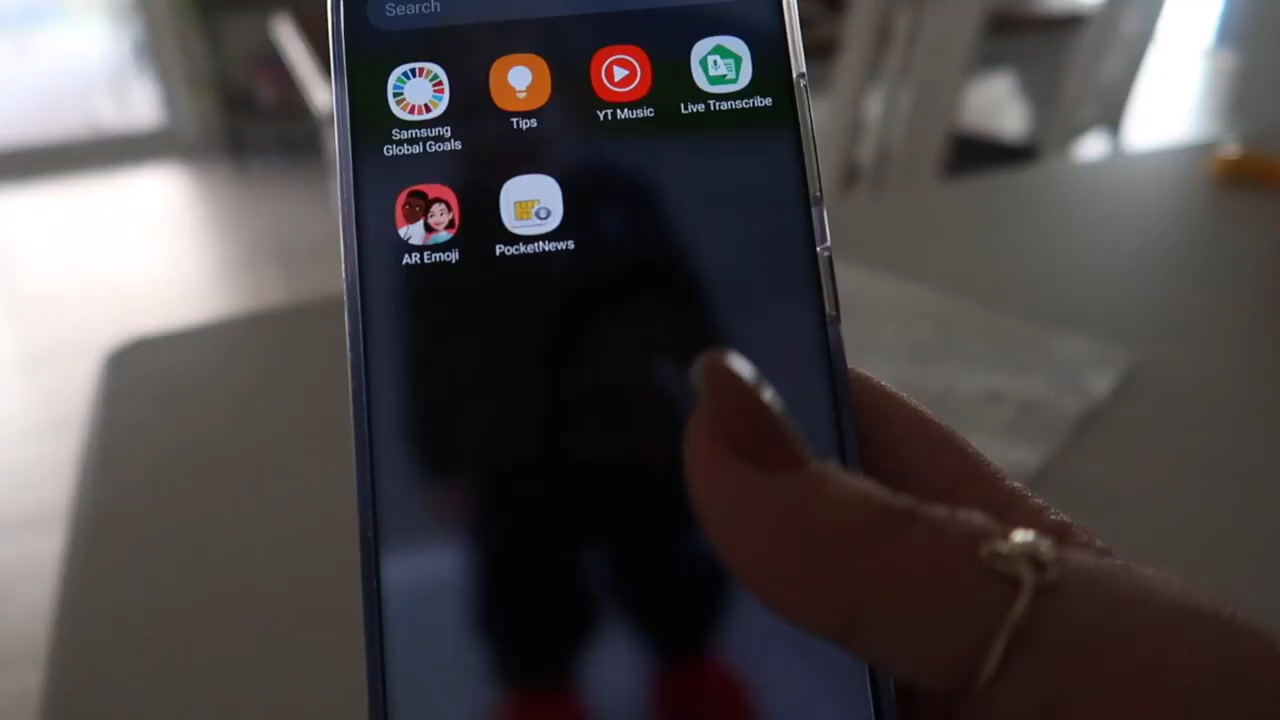 Search
Samsung
Global Goals
Tips
YT Music
Live Transcribe
AR Emoji
PocketNews